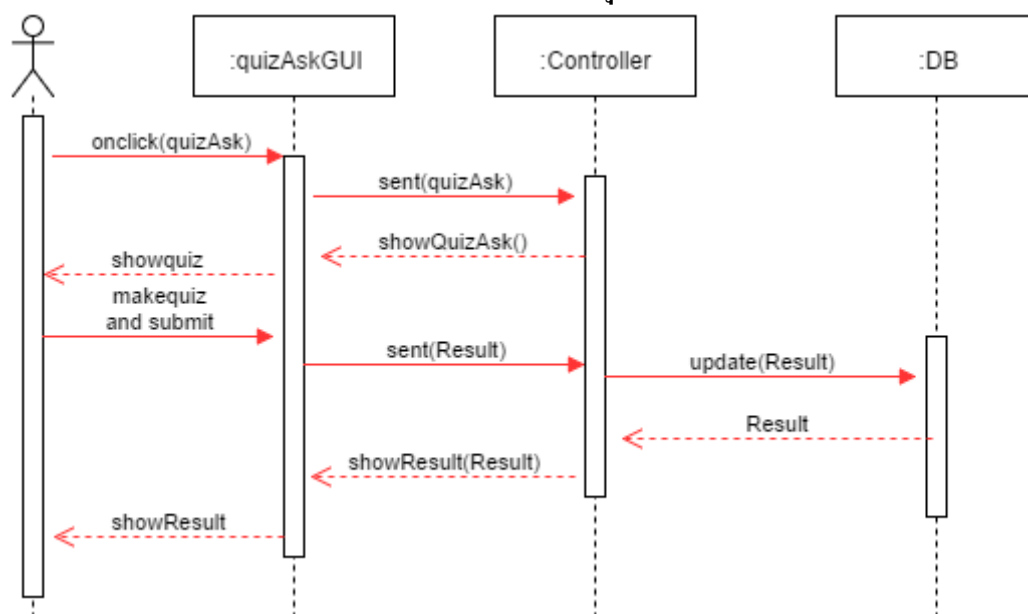 :quizAskGUI
:Controller
:DB
onclick(quizAsk)
sent(quizAsk)
showQuizAsk()
showquiz
makequiz
and submit
sent(Result)
update(Result)
Result
showResult(Result)
showResult